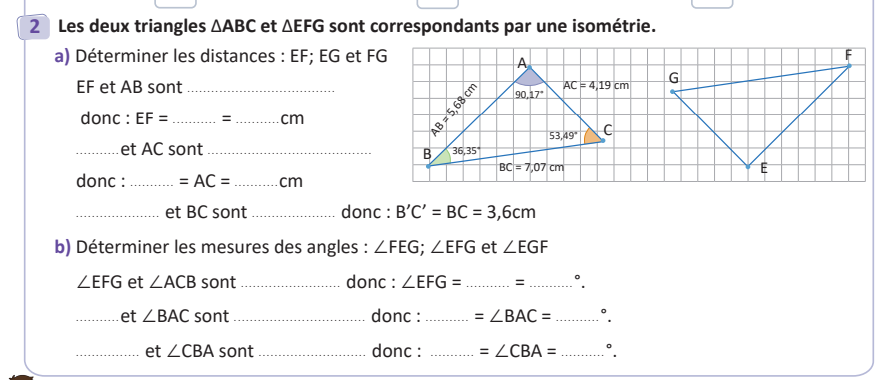 2 Les deux triangles ∆ABC et ∆EFG sont correspondants par une isométrie.
a) Déterminer les distances : EF; EG et FG
EF et AB sont ........................
donc : EF = ........... = ...........cm
...........et AC sont ........................
donc : ........... = AC = ...........cm
..................... et BC sont ..................... donc : B'C' = BC = 3,6cm
A
90,17°
AB = 5,68 cm
AC = 4,19 cm
53,49°
C
B
36,35°
BC = 7,07 cm
F
G
E
b) Déterminer les mesures des angles : ∠FEG; ∠EFG et ∠EGF
∠EFG et ∠ACB sont ......................... donc : ∠EFG = ........... = ...........°.
...........et ∠BAC sont ................................. donc : ........... = ∠BAC = ...........°.
................ et ∠CBA sont ........................... donc : ........... = ∠CBA = ...........°.